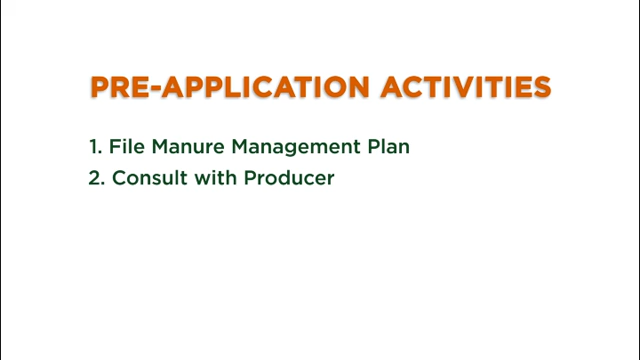 PRE-APPLICATION ACTIVITIES
1. File Manure Management Plan
2. Consult with Producer